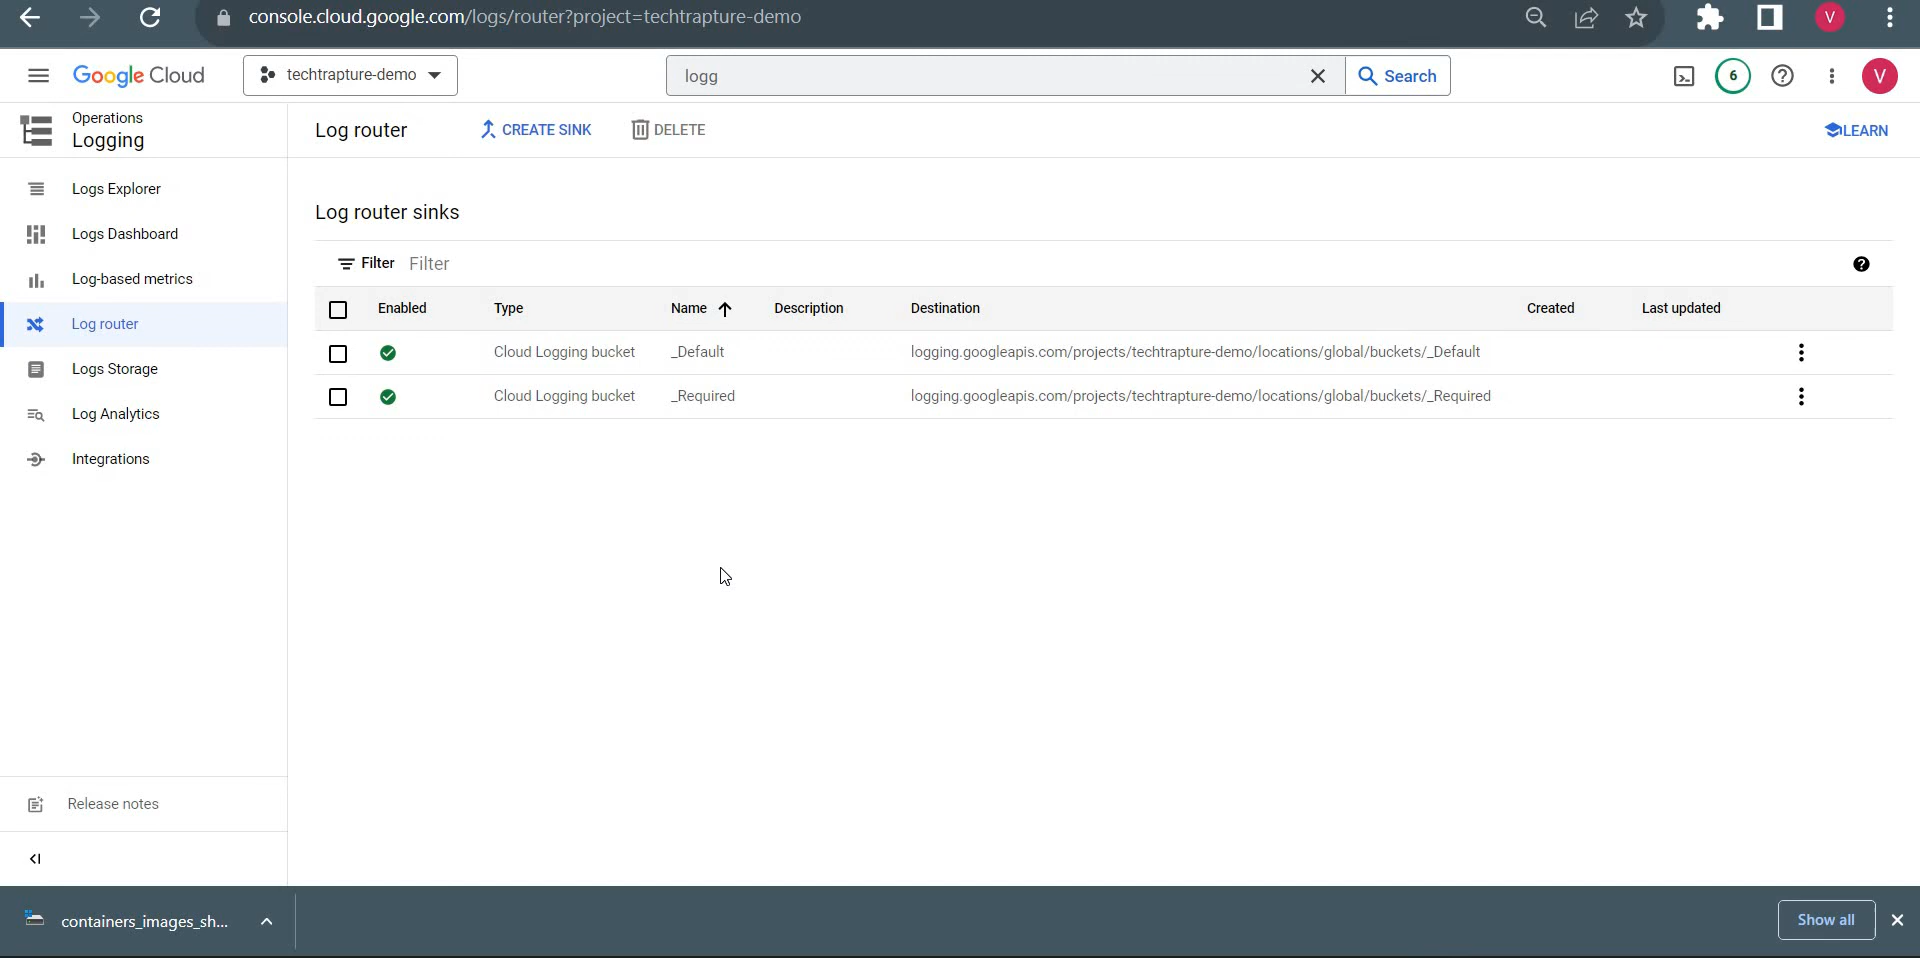 console.cloud.google.com/logs/router?project=techtrapture-demo
V
Google Cloud
techtrapture-demo
logg
Search
6
V
Operations
Logging
Log router
CREATE SINK
DELETE
LEARN
Logs Explorer
Logs Dashboard
Log-based metrics
Log router
Logs Storage
Log Analytics
Integrations
Log router sinks
Filter Filter
Enabled Type Name Description Destination Created Last updated
Cloud Logging bucket _Default logging.googleapis.com/projects/techtrapture-demo/locations/global/buckets/_Default
Cloud Logging bucket _Required logging.googleapis.com/projects/techtrapture-demo/locations/global/buckets/_Required
Release notes
containers_images_sh...
Show all